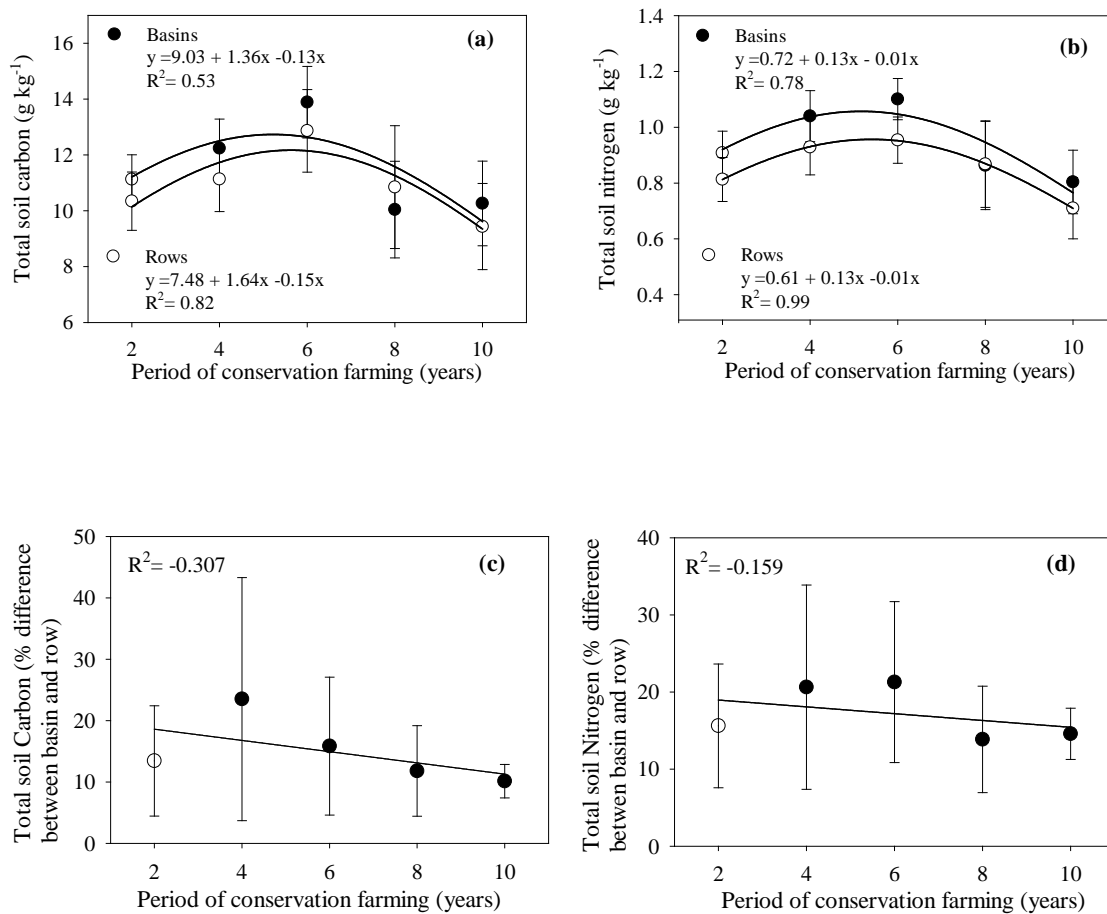 (a)
Basins
y =9.03 + 1.36x -0.13x
R²= 0.53
Rows
y =7.48 + 1.64x -0.15x
R²= 0.82
Total soil carbon (g kg⁻¹)
16
14
12
10
8
6
2 4 6 8 10
Period of conservation farming (years)
(b)
Basins
y =0.72 + 0.13x - 0.01x
R²= 0.78
Rows
y =0.61 + 0.13x -0.01x
R²= 0.99
Total soil nitrogen (g kg⁻¹)
1.4
1.2
1.0
0.8
0.6
0.4
2 4 6 8 10
Period of conservation farming (years)
R²= -0.307
(c)
Total soil Carbon (% difference
between basin and row)
50
40
30
20
10
0
2 4 6 8 10
Period of conservation farming (years)
R²= -0.159
(d)
Total soil Nitrogen (% difference
betwen basin and row)
40
30
20
10
0
2 4 6 8 10
Period of conservation farming (years)